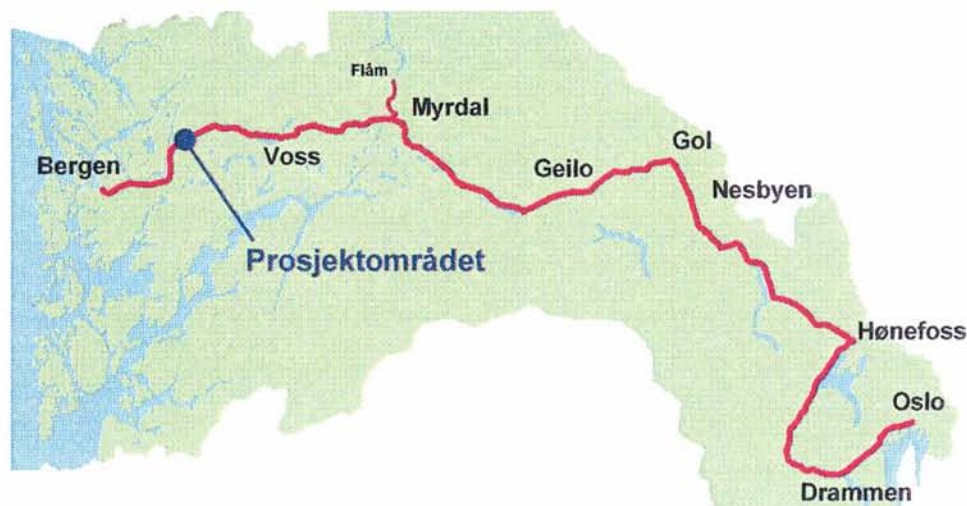 Flåm
Myrdal
Gol
Bergen
Voss
Geilo
Nesbyen
Prosjektområdet
Hønefoss
Oslo
Drammen